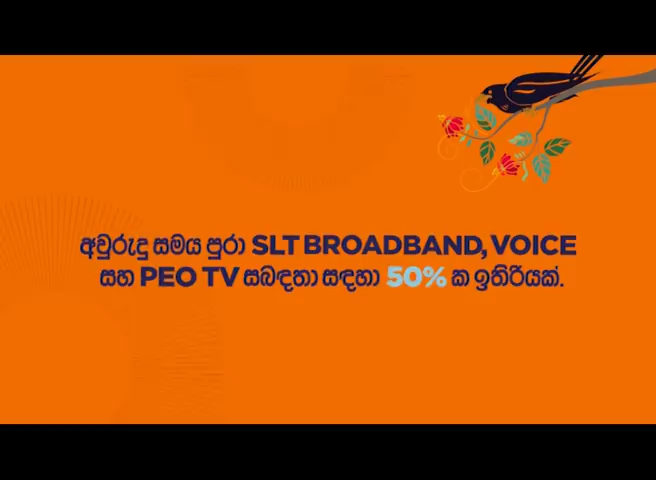 අවුරුදු සමය පුරා SLT BROADBAND, VOICE
සහ PEO TV සබඳතා සඳහා 50% ක ඉතිරියක්.